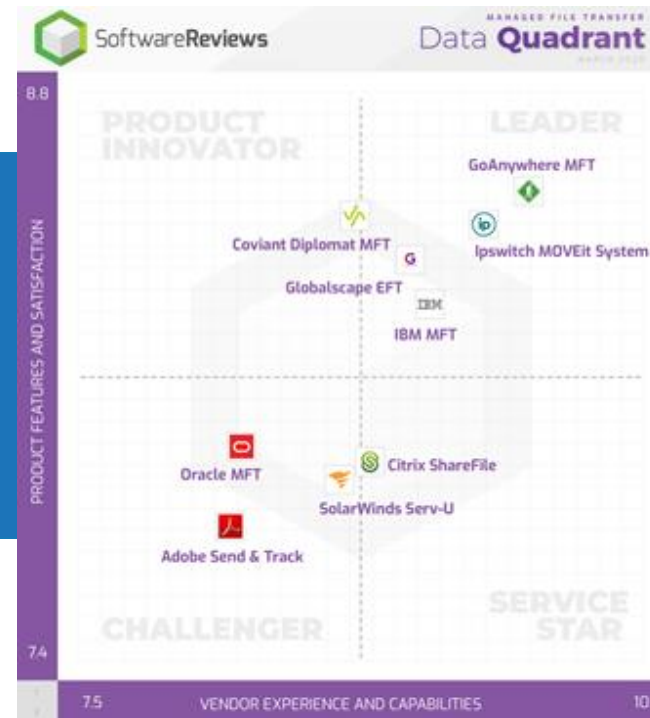 SoftwareReviews
MANAGED FILE TRANSFER
Data Quadrant
8.8
PRODUCT INNOVATOR
LEADER
GoAnywhere MFT
ip
Ipswitch MOVEit System
Coviant Diplomat MFT
G
Globalscape EFT
IBM
IBM MFT
PRODUCT FEATURES AND SATISFACTION
Oracle MFT
S
Citrix ShareFile
SolarWinds Serv-U
Adobe Send & Track
CHALLENGER
SERVICE STAR
7.4
7.5
VENDOR EXPERIENCE AND CAPABILITIES
10